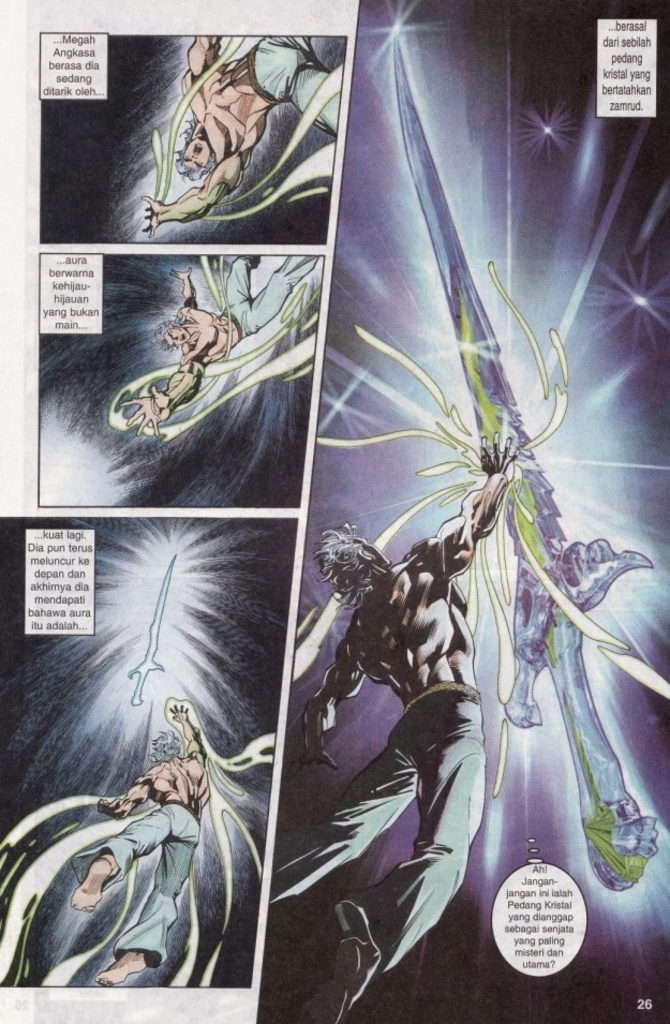 ...Megah
Angkasa
berasa dia
sedang
ditarik oleh...
...aura
berwarna
kehijau-
hijauan
yang bukan
main...
...kuat lagi.
Dia pun terus
meluncur ke
depan dan
akhirnya dia
mendapati
bahawa aura
itu adalah...
...berasal
dari sebilah
pedang
kristal yang
bertatahkan
zamrud.
Ah!
Jangan-
jangan ini ialah
Pedang Kristal
yang dianggap
sebagai senjata
yang paling
misteri dan
utama?
26